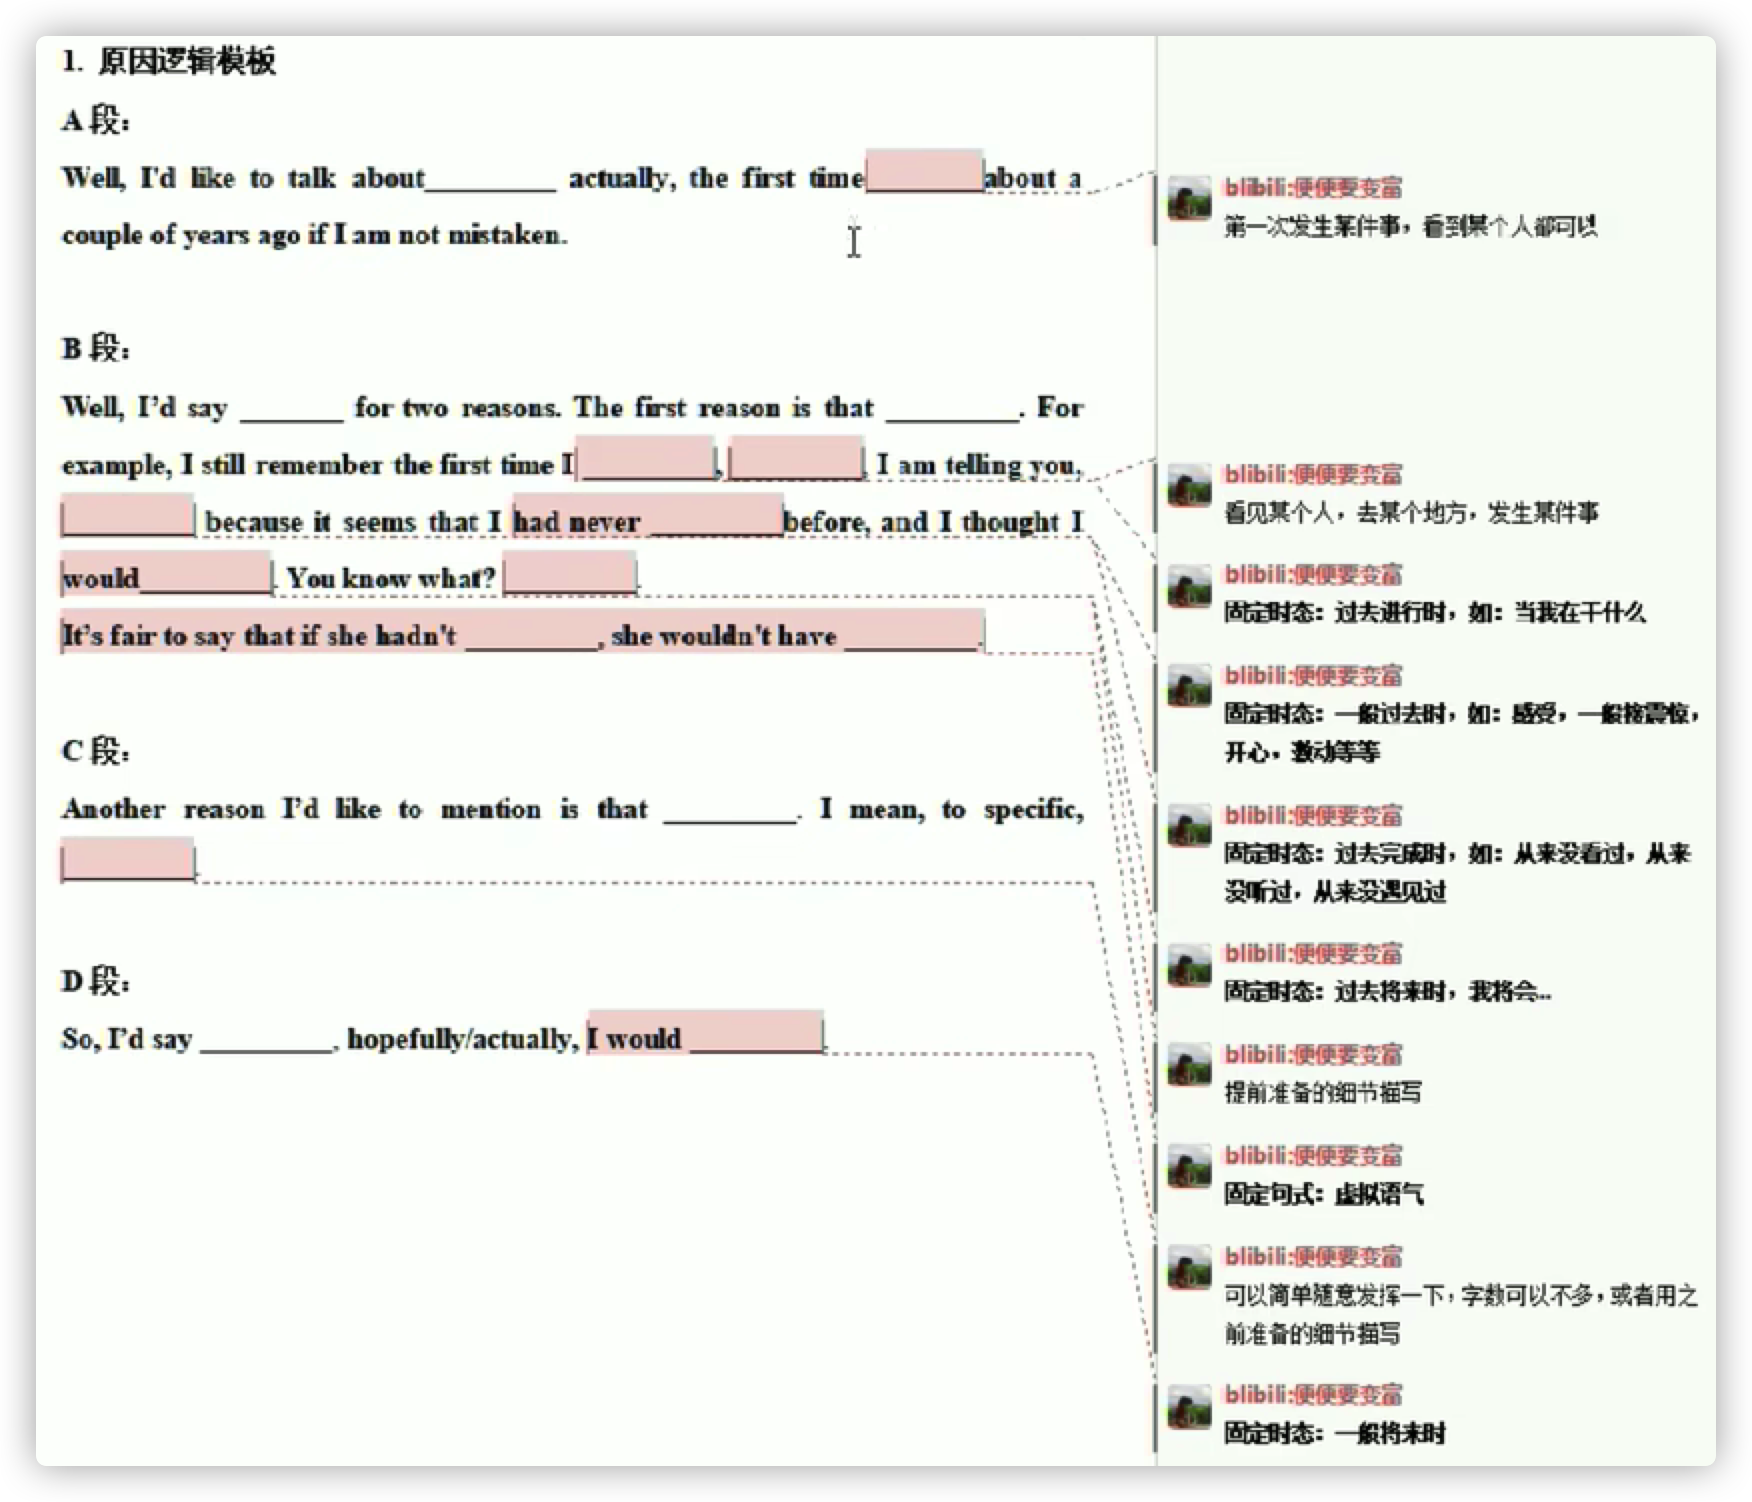 1. 原因逻辑模板
A 段：
Well, I'd like to talk about_________ actually, the first time________about a
couple of years ago if I am not mistaken.
B 段：
Well, I'd say _______ for two reasons. The first reason is that _________. For
example, I still remember the first time I_________, _________. I am telling you,
_________ because it seems that I had never _________before, and I thought I
would_________. You know what? _________.
It's fair to say that if she hadn't _________, she wouldn't have _________.
C 段：
Another reason I'd like to mention is that _________. I mean, to specific,
_________.
D 段：
So, I'd say _________, hopefully/actually, I would _________.
blibili:便便要变富
第一次发生某件事，看到某个人都可以
blibili:便便要变富
看见某个人，去某个地方，发生某件事
blibili:便便要变富
固定时态：过去进行时，如：当我在干什么
blibili:便便要变富
固定时态：一般过去时，如：感受，一般接震惊，
开心，激动等等
blibili:便便要变富
固定时态：过去完成时，如：从来没看过，从来
没听过，从来没遇见过
blibili:便便要变富
固定时态：过去将来时，我将会...
blibili:便便要变富
提前准备的细节描写
blibili:便便要变富
固定句式：虚拟语气
blibili:便便要变富
可以简单随意发挥一下，字数可以不多，或者用之
前准备的细节描写
blibili:便便要变富
固定时态：一般将来时